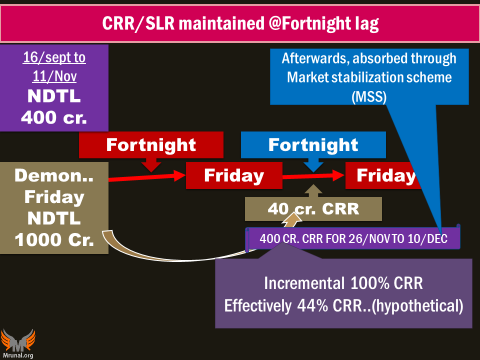 CRR/SLR maintained @Fortnight lag
16/sept to
11/Nov
NDTL
400 cr.
Afterwards, absorbed through
Market stabilization scheme
(MSS)
Fortnight
Fortnight
Friday
Friday
Demon..
Friday
NDTL
1000 Cr.
40 cr. CRR
400 CR. CRR FOR 26/NOV TO 10/DEC
Incremental 100% CRR
Effectively 44% CRR..(hypothetical)
Mrunal.org